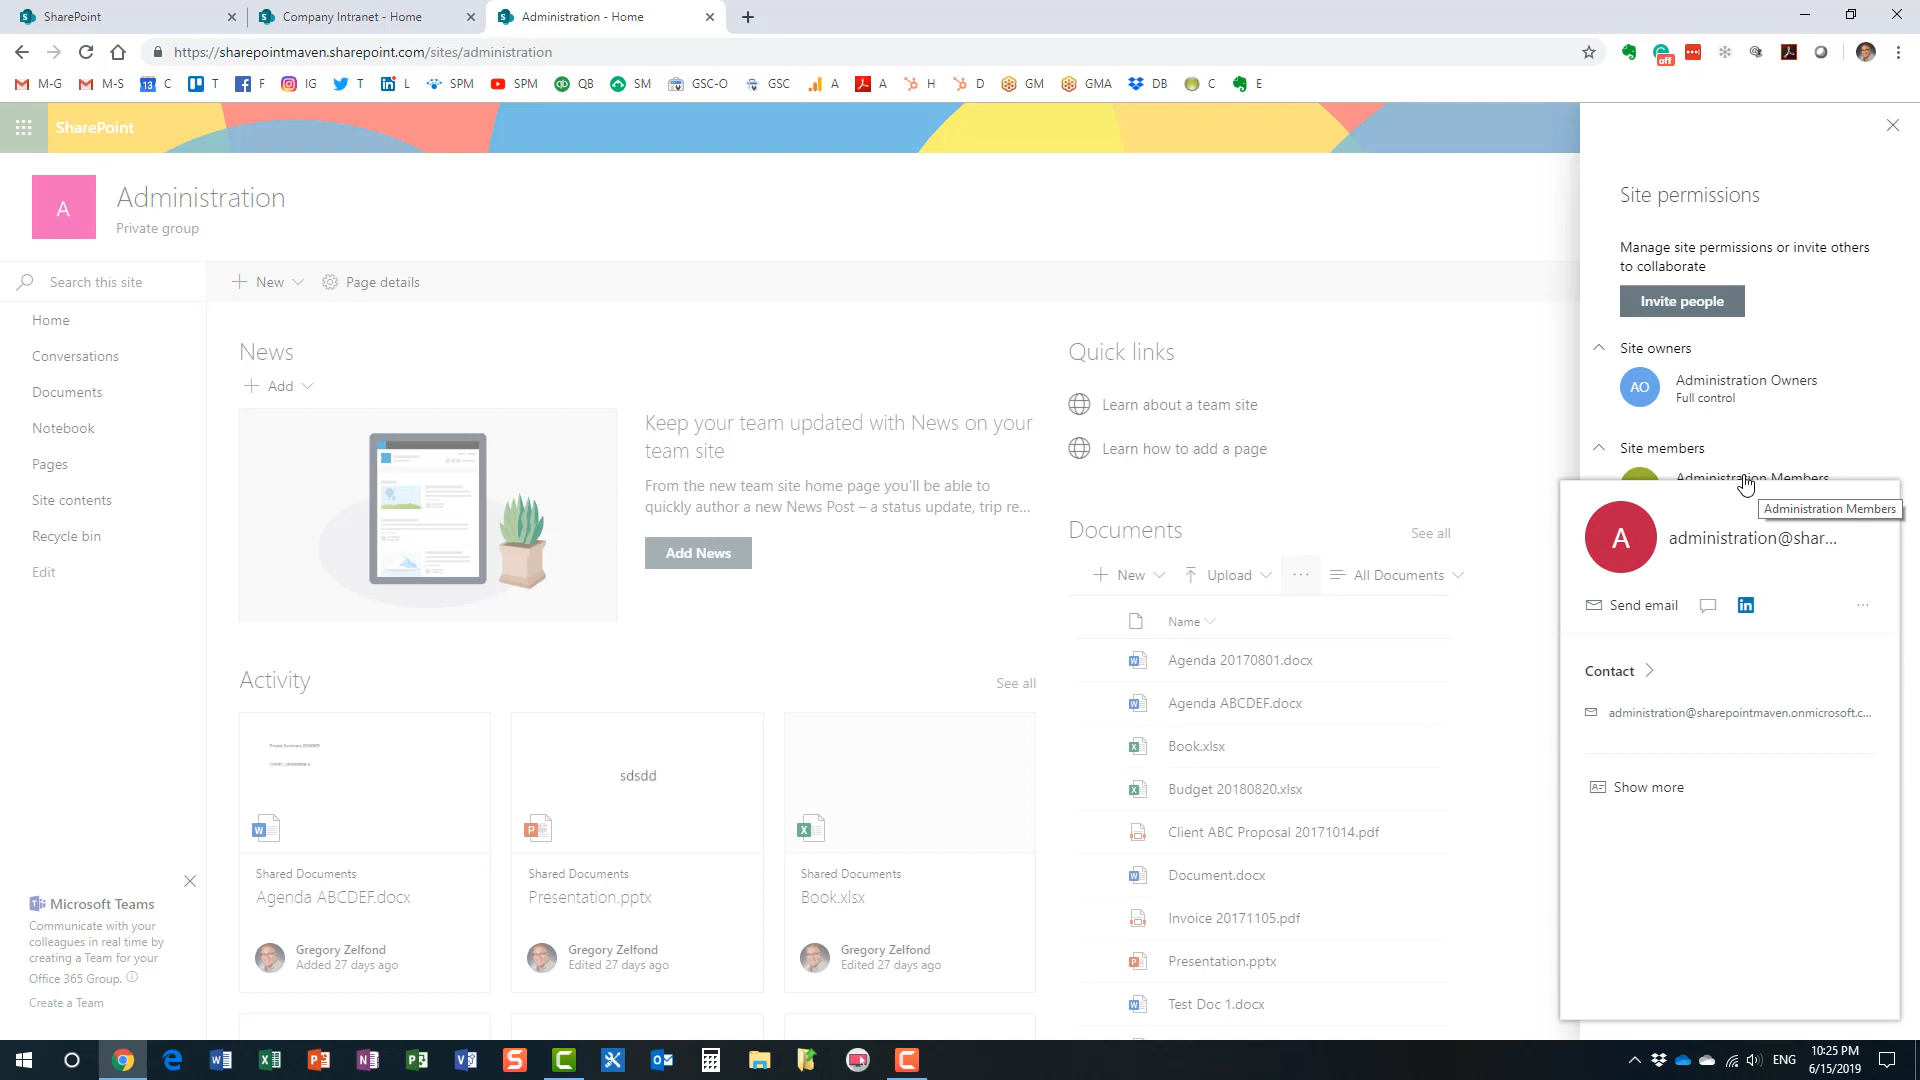 SharePoint
Company Intranet - Home
Administration - Home
https://sharepointmaven.sharepoint.com/sites/administration
off
M-G
M-S
13
C
T
F
IG
T
L
SPM
SPM
QB
SM
GSC-O
GSC
A
A
H
D
GM
GMA
DB
C
E
SharePoint
A
Administration
Private group
Search this site
New
Page details
Home
Conversations
Documents
Notebook
Pages
Site contents
Recycle bin
Edit
Microsoft Teams
Communicate with your
colleagues in real time by
creating a Team for your
Office 365 Group.
Create a Team
News
Add
Keep your team updated with News on your
team site
From the new team site home page you'll be able to
quickly author a new News Post – a status update, trip re...
Add News
Activity
See all
sdsdd
Shared Documents
Agenda ABCDEF.docx
Gregory Zelfond
Added 27 days ago
Shared Documents
Presentation.pptx
Gregory Zelfond
Edited 27 days ago
Shared Documents
Book.xlsx
Gregory Zelfond
Edited 27 days ago
Quick links
Learn about a team site
Learn how to add a page
Documents
See all
New
Upload
All Documents
Name
Agenda 20170801.docx
Agenda ABCDEF.docx
Book.xlsx
Budget 20180820.xlsx
Client ABC Proposal 20171014.pdf
Document.docx
Invoice 20171105.pdf
Presentation.pptx
Test Doc 1.docx
Site permissions
Manage site permissions or invite others
to collaborate
Invite people
Site owners
AO
Administration Owners
Full control
Site members
Administration Members
Administration Members
A
administration@shar...
Send email
Contact
administration@sharepointmaven.onmicrosoft.c...
Show more
ENG
10:25 PM
6/15/2019